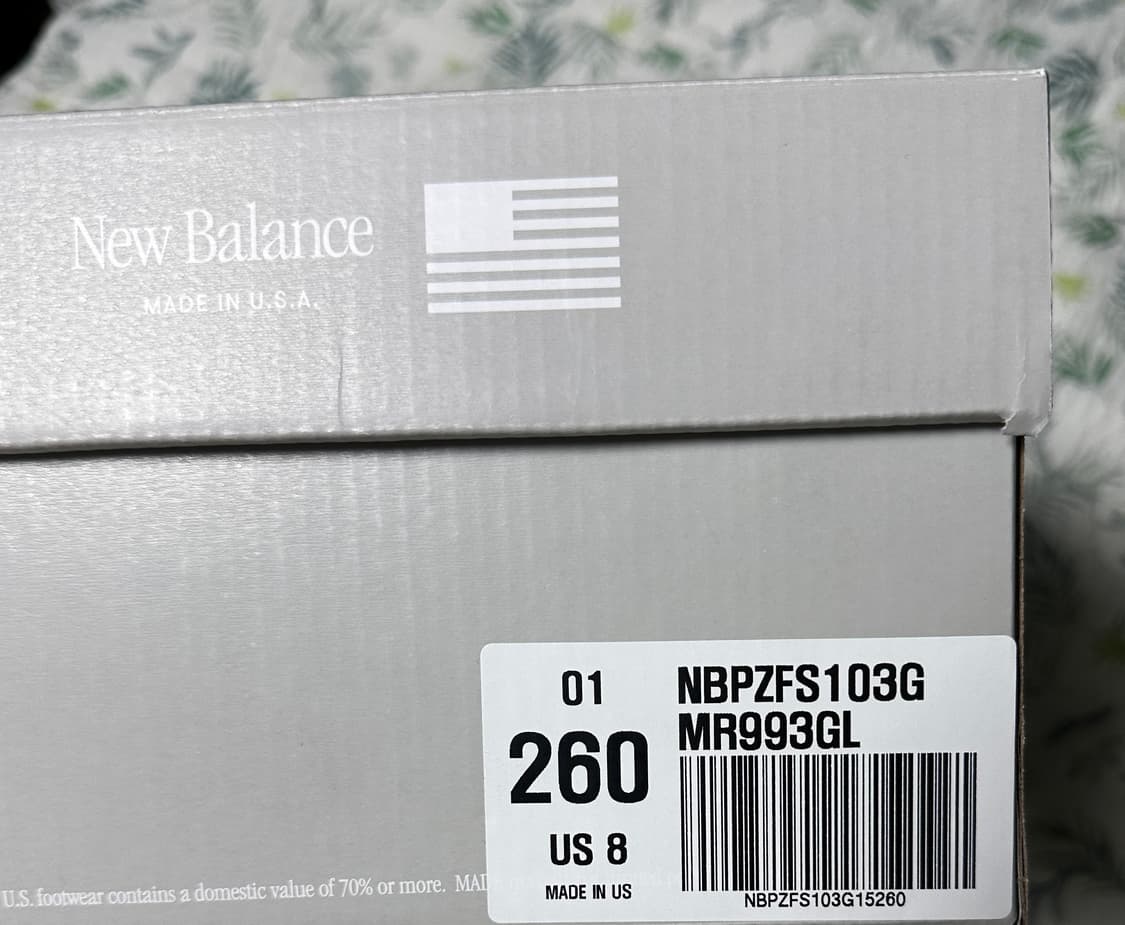 New Balance
MADE IN U.S.A.
01
260
US 8
MADE IN US
NBPZFS103G
MR993GL
NBPZFS103G15260
U.S. footwear contains a domestic value of 70% or more.